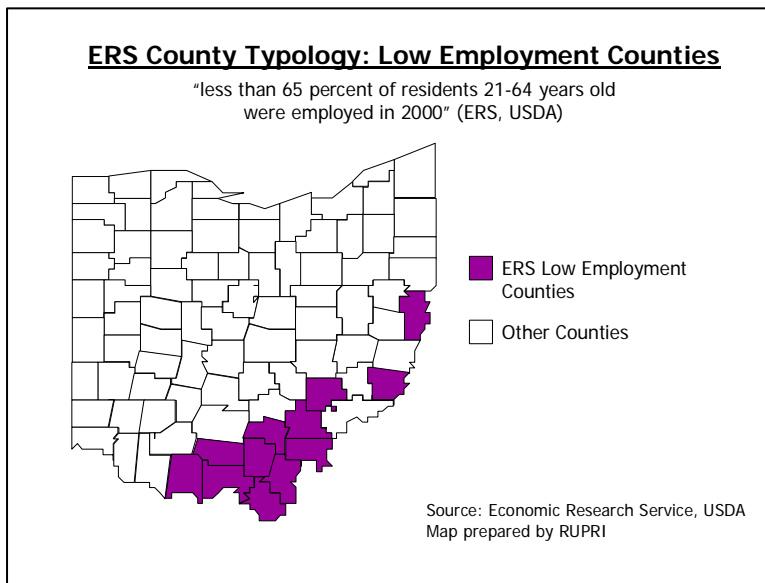 ERS County Typology: Low Employment Counties
"less than 65 percent of residents 21-64 years old
were employed in 2000" (ERS, USDA)
ERS Low Employment
Counties
Other Counties
Source: Economic Research Service, USDA
Map prepared by RUPRI